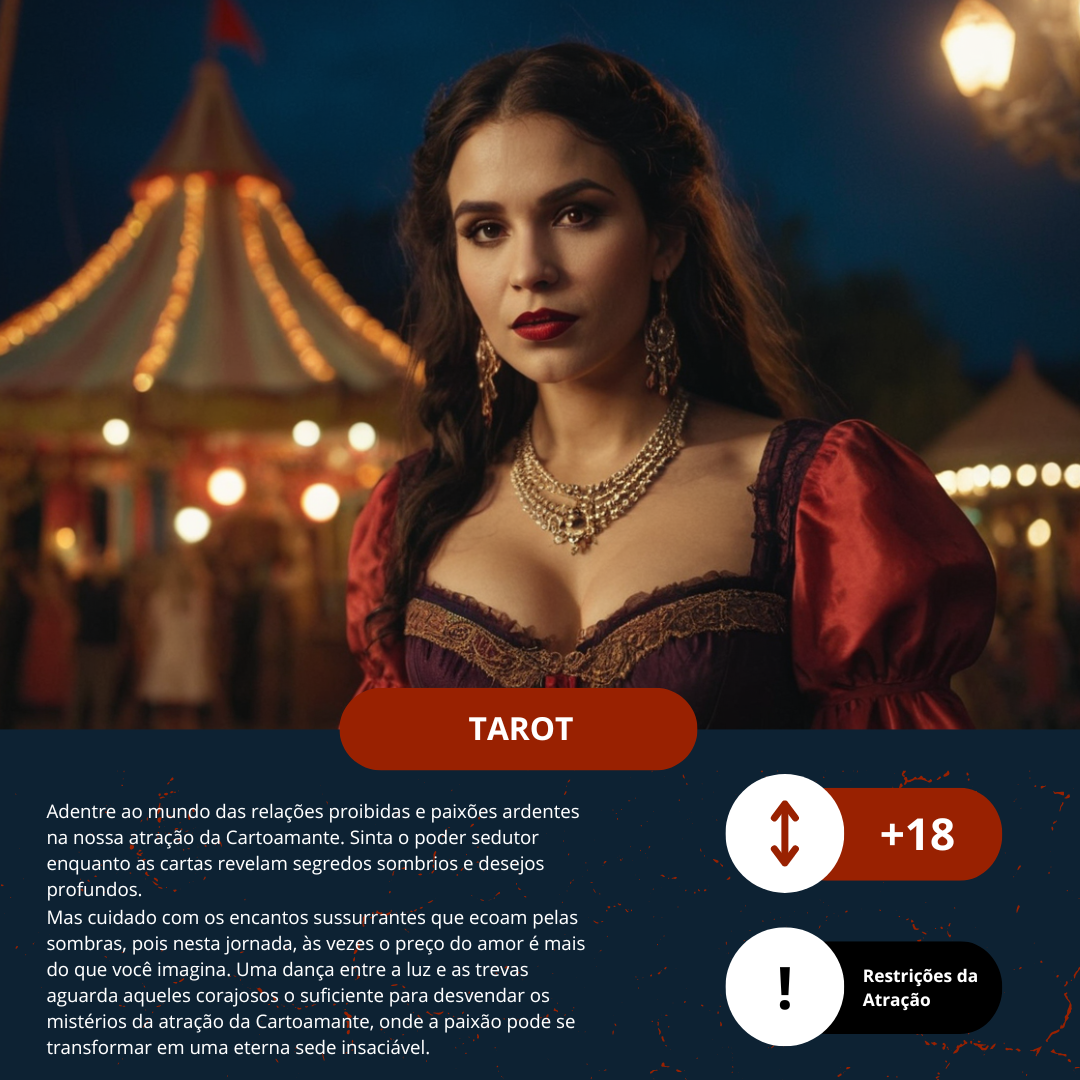 TAROT
Adentre ao mundo das relações proibidas e paixões ardentes
na nossa atração da Cartoamante. Sinta o poder sedutor
enquanto as cartas revelam segredos sombrios e desejos
profundos.
Mas cuidado com os encantos sussurrantes que ecoam pelas
sombras, pois nesta jornada, às vezes o preço do amor é mais
do que você imagina. Uma dança entre a luz e as trevas
aguarda aqueles corajosos o suficiente para desvendar os
mistérios da atração da Cartoamante, onde a paixão pode se
transformar em uma eterna sede insaciável.
+18
!
Restrições da
Atração